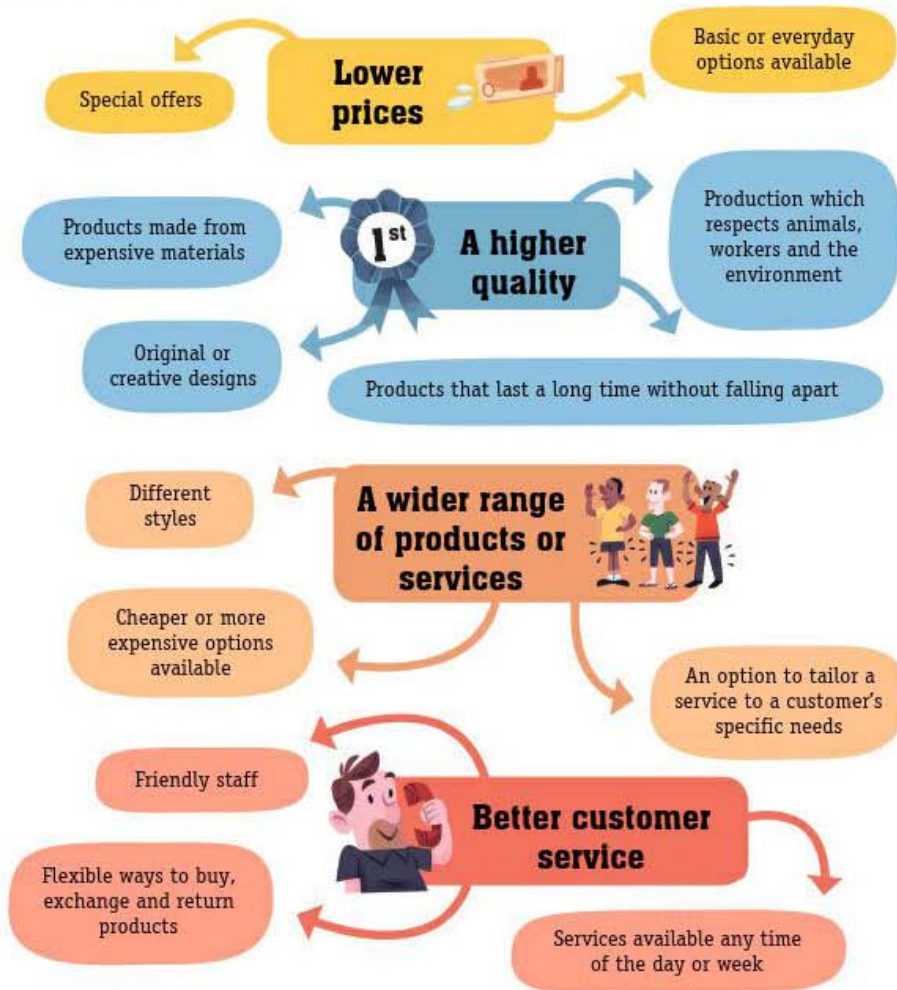 Lower
prices
Special offers
Basic or everyday
options available
1st
A higher
quality
Products made from
expensive materials
Production which
respects animals,
workers and the
environment
Original or
creative designs
Products that last a long time without falling apart
A wider range
of products or
services
Different
styles
Cheaper or more
expensive options
available
An option to tailor a
service to a customer's
specific needs
Better customer
service
Friendly staff
Flexible ways to buy,
exchange and return
products
Services available any time
of the day or week